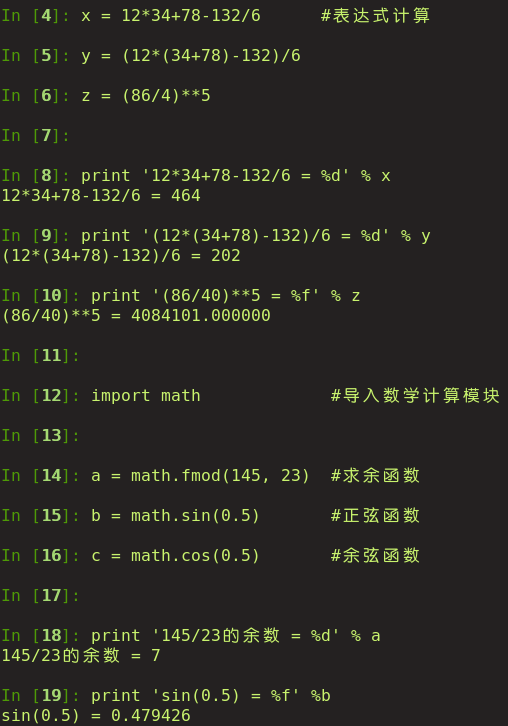 In [4]: x = 12*34+78-132/6      #表达式计算
In [5]: y = (12*(34+78)-132)/6
In [6]: z = (86/4)**5
In [7]:
In [8]: print '12*34+78-132/6 = %d' % x
12*34+78-132/6 = 464
In [9]: print '(12*(34+78)-132)/6 = %d' % y
(12*(34+78)-132)/6 = 202
In [10]: print '(86/40)**5 = %f' % z
(86/40)**5 = 4084101.000000
In [11]:
In [12]: import math             #导入数学计算模块
In [13]:
In [14]: a = math.fmod(145, 23)  #求余函数
In [15]: b = math.sin(0.5)       #正弦函数
In [16]: c = math.cos(0.5)       #余弦函数
In [17]:
In [18]: print '145/23的余数 = %d' % a
145/23的余数 = 7
In [19]: print 'sin(0.5) = %f' %b
sin(0.5) = 0.479426